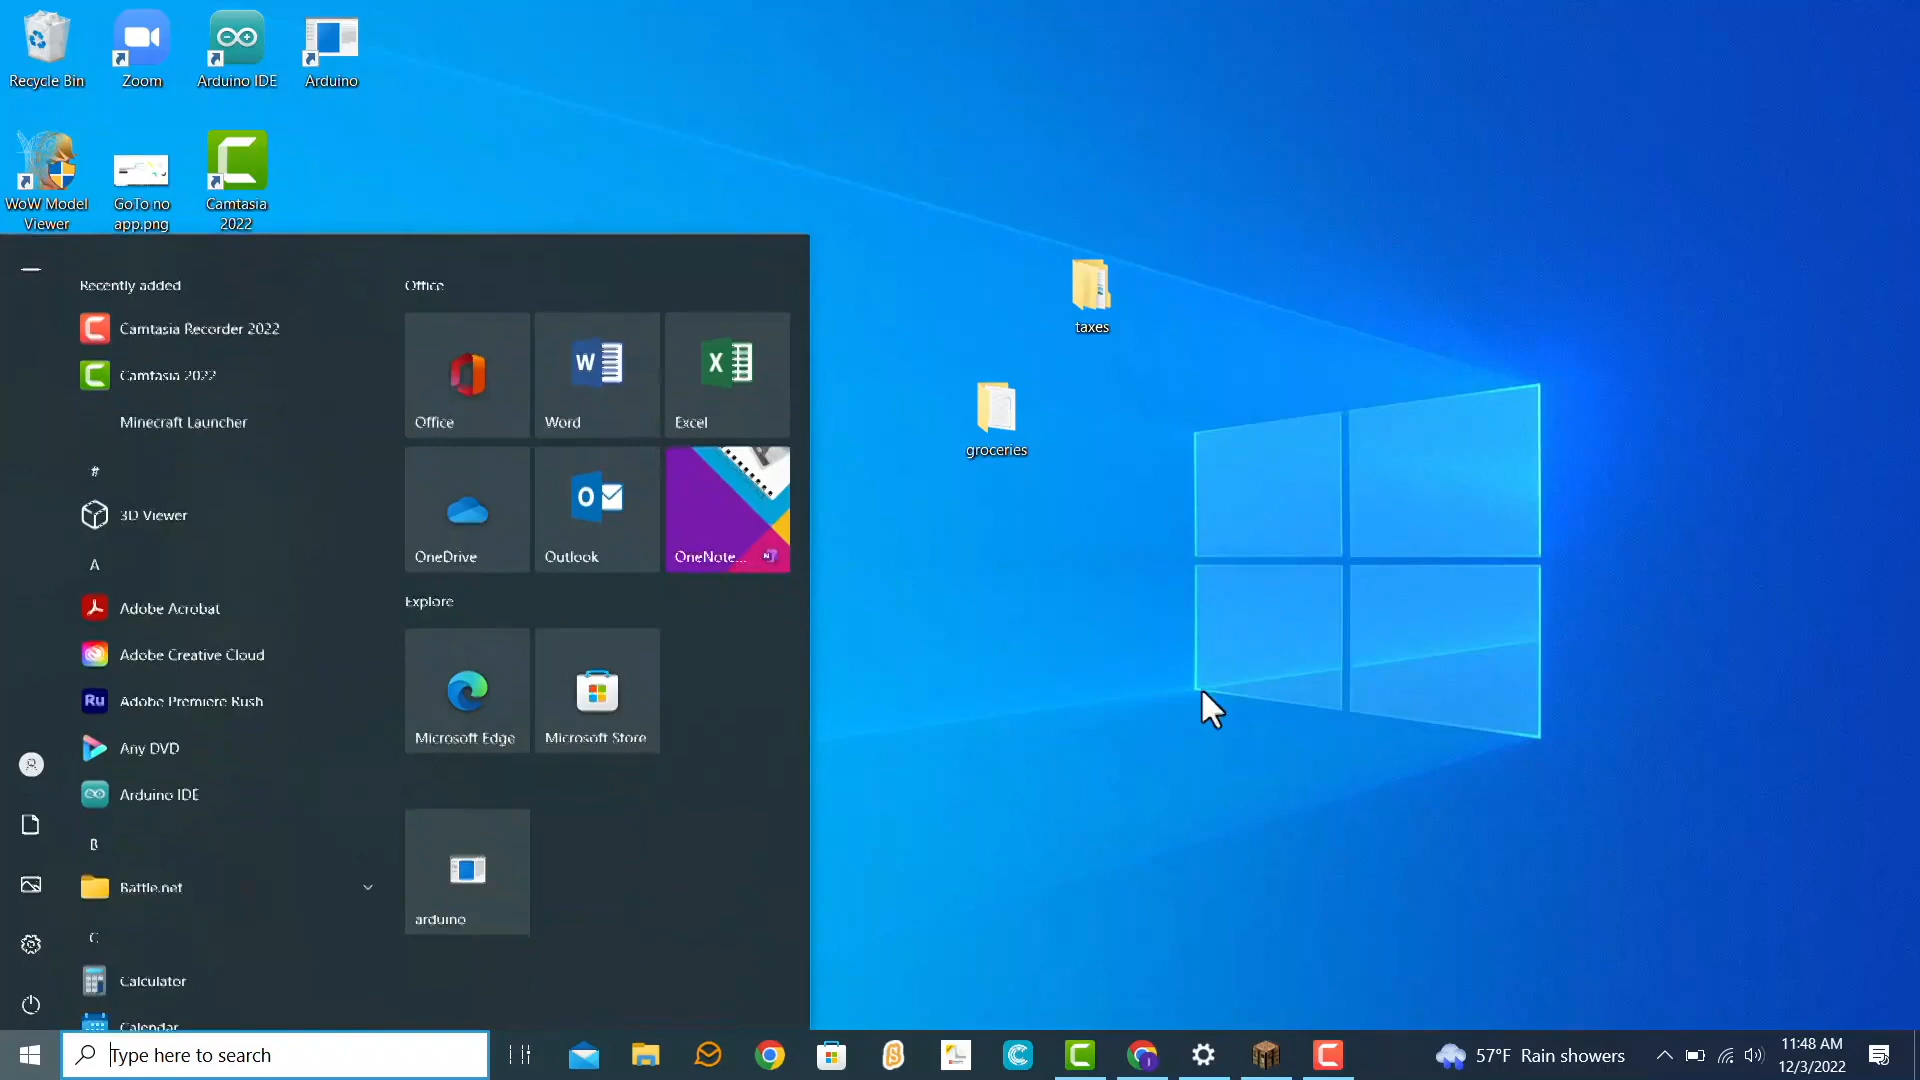 Recycle Bin
Zoom
Arduino IDE
Arduino
WoW Model
Viewer
GoTo no
app.png
Camtasia
2022
taxes
groceries
Recently added
Camtasia Recorder 2022
Camtasia 2022
Minecraft Launcher
#
3D Viewer
A
Adobe Acrobat
Adobe Creative Cloud
Ru
Adobe Premiere Rush
Any DVD
Arduino IDE
B
Battle.net
C
Calculator
Calendar
Office
Office
W
Word
X
Excel
OneDrive
O
Outlook
N
OneNote...
Explore
Microsoft Edge
Microsoft Store
arduino
Type here to search
57°F Rain showers
11:48 AM
12/3/2022